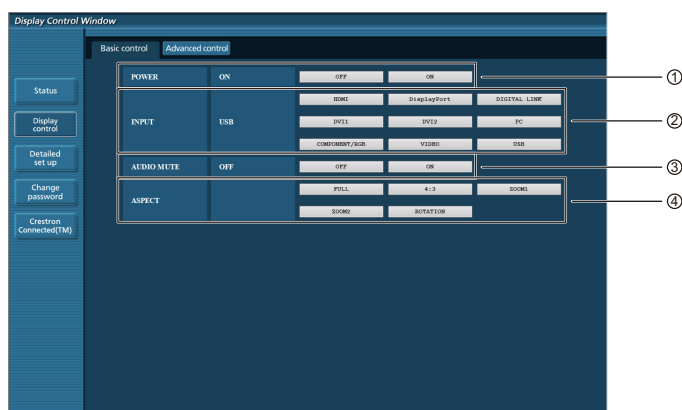 Display Control Window
Basic control
Advanced control
Status
Display
control
Detailed
set up
Change
password
Crestron
Connected(TM)
POWER ON OFF ON
①
INPUT USB
HDMI DisplayPort DIGITAL LINK
DVI1 DVI2 PC
COMPONENT/RGB VIDEO USB
②
AUDIO MUTE OFF OFF ON
③
ASPECT
FULL 4:3 ZOOM1
ZOOM2 ROTATION
④